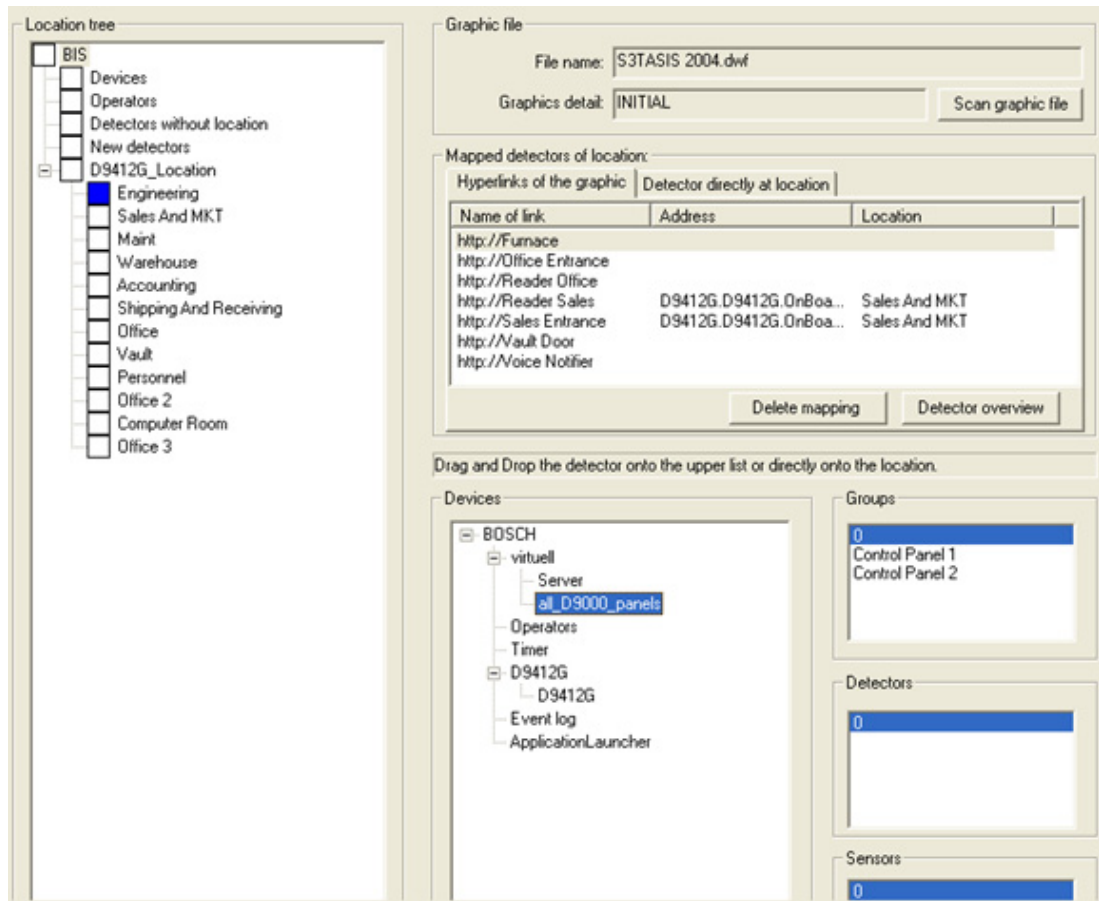 Location tree
BIS
Devices
Operators
Detectors without location
New detectors
D9412G_Location
Engineering
Sales And MKT
Maint
Warehouse
Accounting
Shipping And Receiving
Office
Vault
Personnel
Office 2
Computer Room
Office 3
Graphic file
File name: S3TASIS 2004.dwf
Graphics detail: INITIAL Scan graphic file
Mapped detectors of location:
Hyperlinks of the graphic Detector directly at location
Name of link Address Location
http://Furnace
http://Office Entrance
http://Reader Office
http://Reader Sales D9412G.D9412G.OnBoa... Sales And MKT
http://Sales Entrance D9412G.D9412G.OnBoa... Sales And MKT
http://Vault Door
http://Voice Notifier
Delete mapping Detector overview
Drag and Drop the detector onto the upper list or directly onto the location.
Devices
BOSCH
virtuell
Server
all_D9000_panels
Operators
Timer
D9412G
D9412G
Event log
ApplicationLauncher
Groups
0
Control Panel 1
Control Panel 2
Detectors
0
Sensors
0